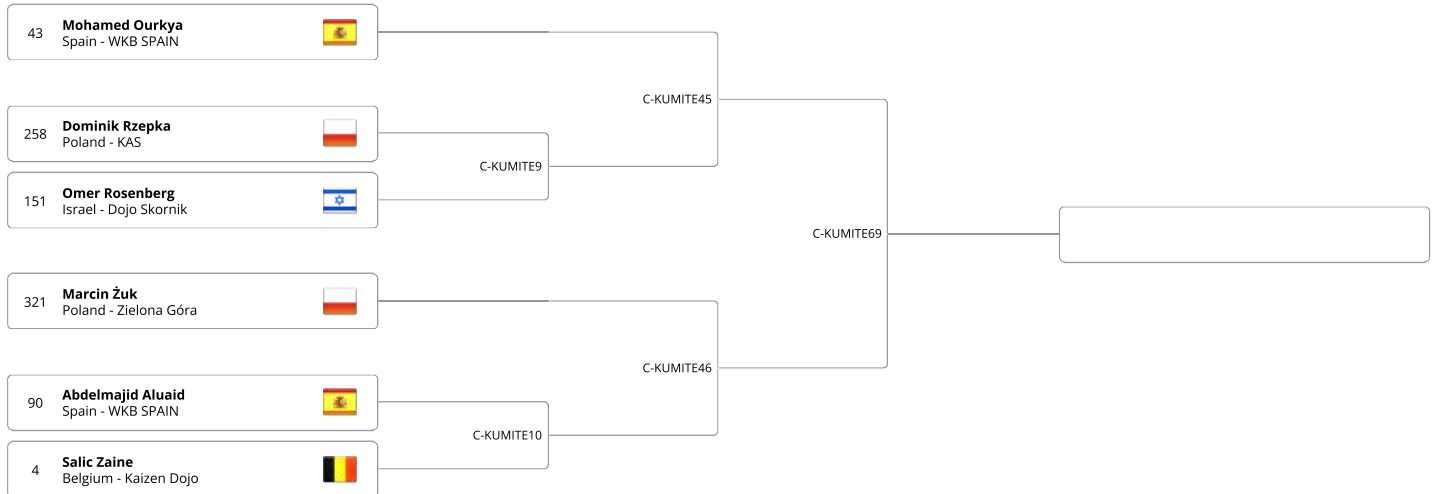 43
Mohamed Ourkya
Spain - WKB SPAIN
C-KUMITE45
258
Dominik Rzepka
Poland - KAS
C-KUMITE9
151
Omer Rosenberg
Israel - Dojo Skornik
C-KUMITE69
321
Marcin Żuk
Poland - Zielona Góra
C-KUMITE46
90
Abdelmajid Aluaid
Spain - WKB SPAIN
C-KUMITE10
4
Salic Zaine
Belgium - Kaizen Dojo